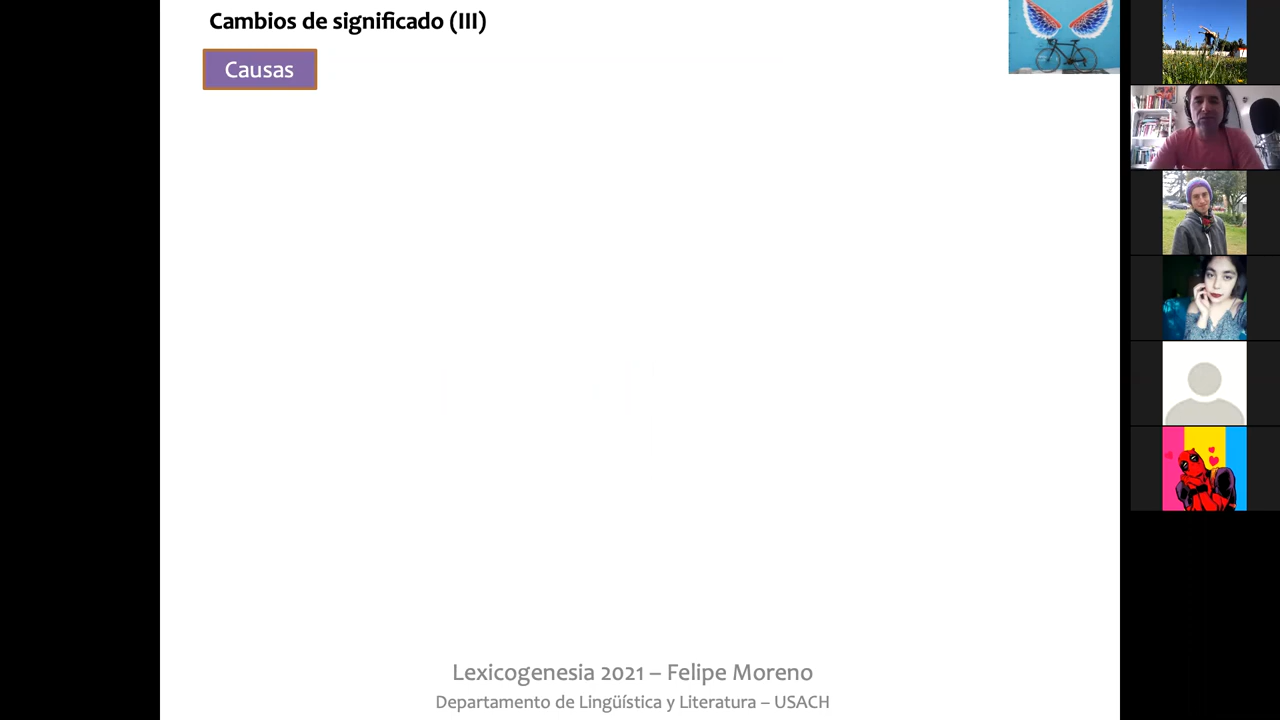 Cambios de significado (III)
Causas
Lexicogenesia 2021 – Felipe Moreno
Departamento de Lingüística y Literatura – USACH